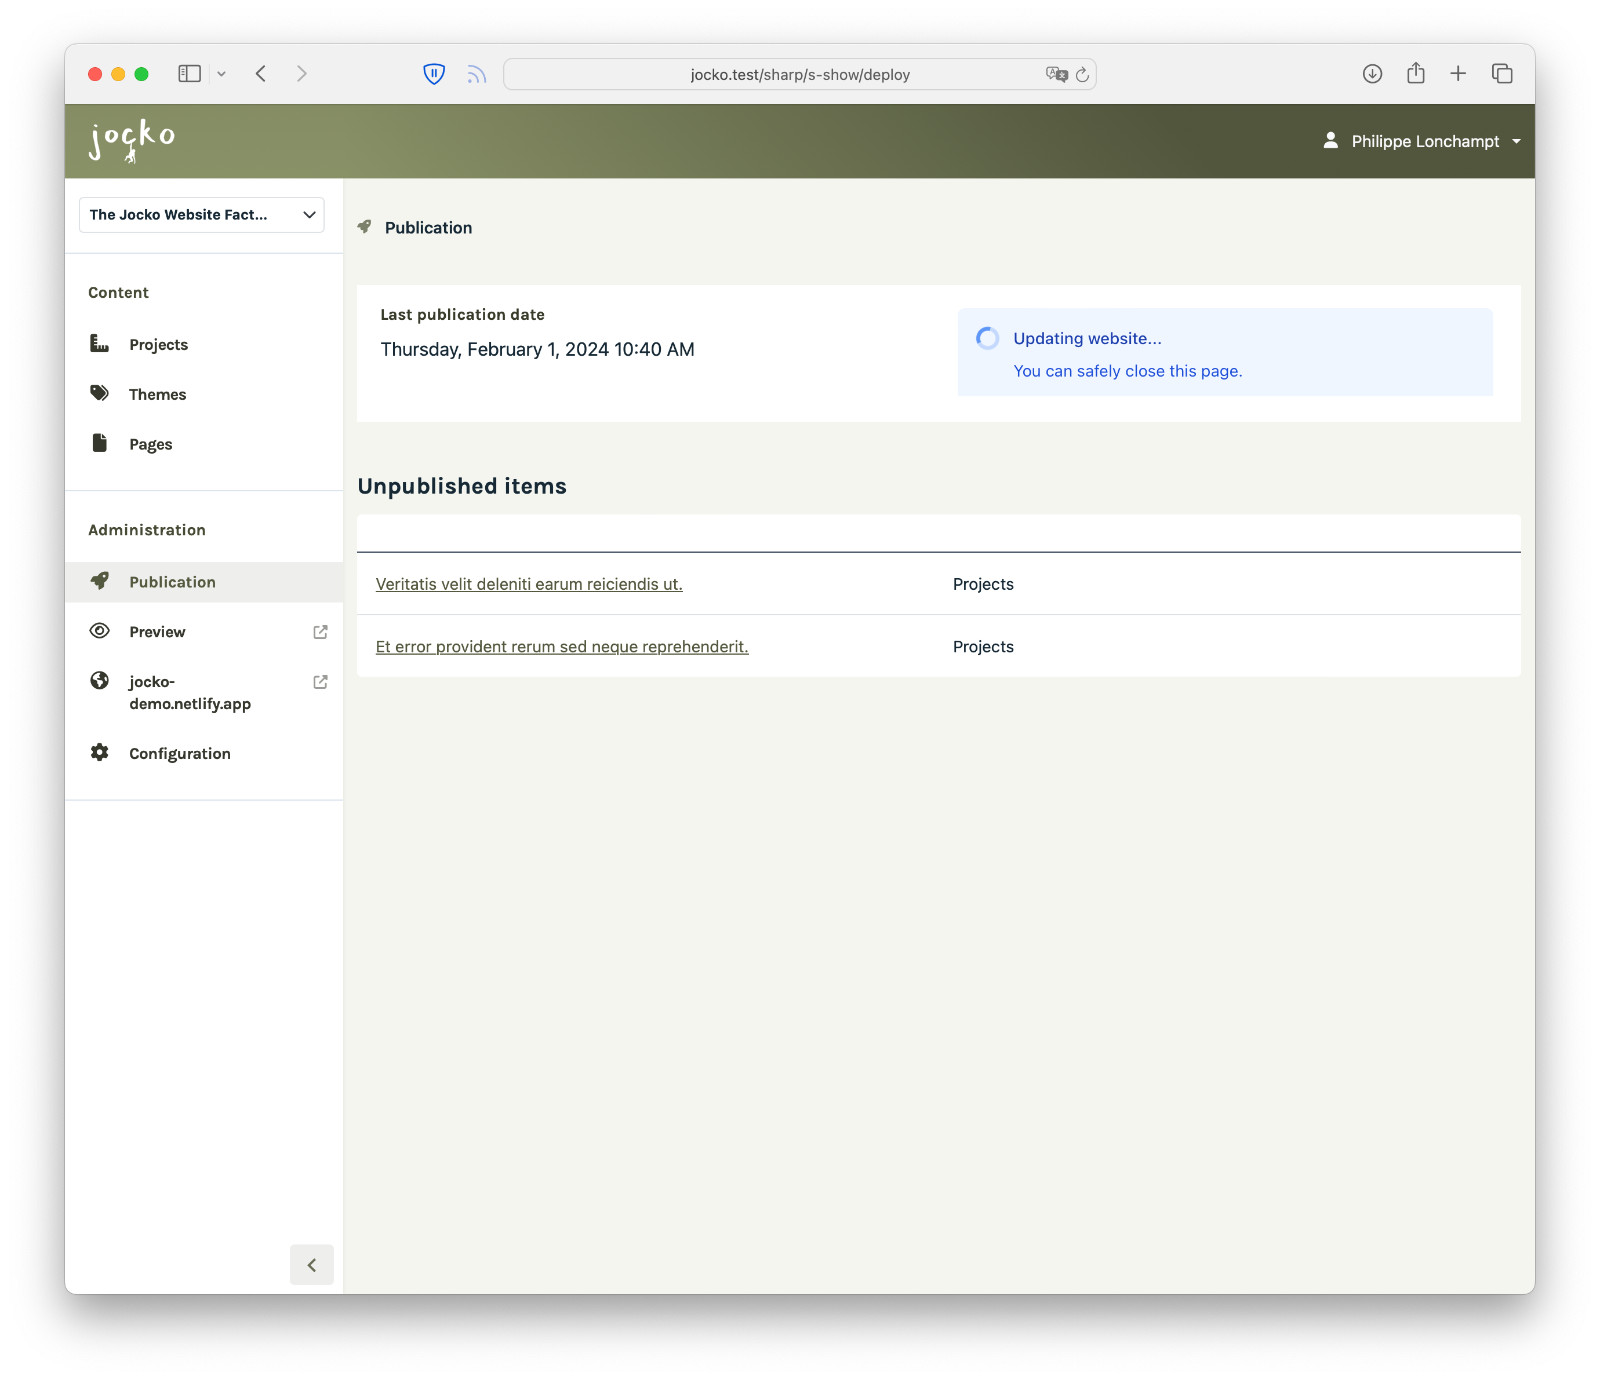 jocko.test/sharp/s-show/deploy
jocko
Philippe Lonchampt
The Jocko Website Fact...
Publication
Content
Projects
Themes
Pages
Administration
Publication
Preview
jocko-
demo.netlify.app
Configuration
Last publication date
Thursday, February 1, 2024 10:40 AM
Updating website...
You can safely close this page.
Unpublished items
Veritatis velit deleniti earum reiciendis ut.
Projects
Et error provident rerum sed neque reprehenderit.
Projects